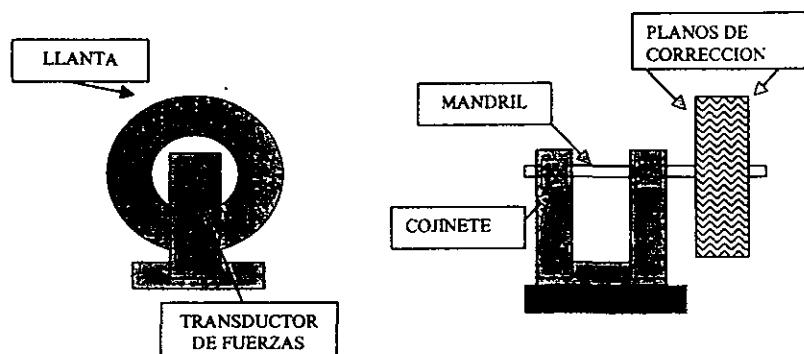 LLANTA
TRANSDUCTOR
DE FUERZAS
PLANOS DE
CORRECCION
MANDRIL
COJINETE